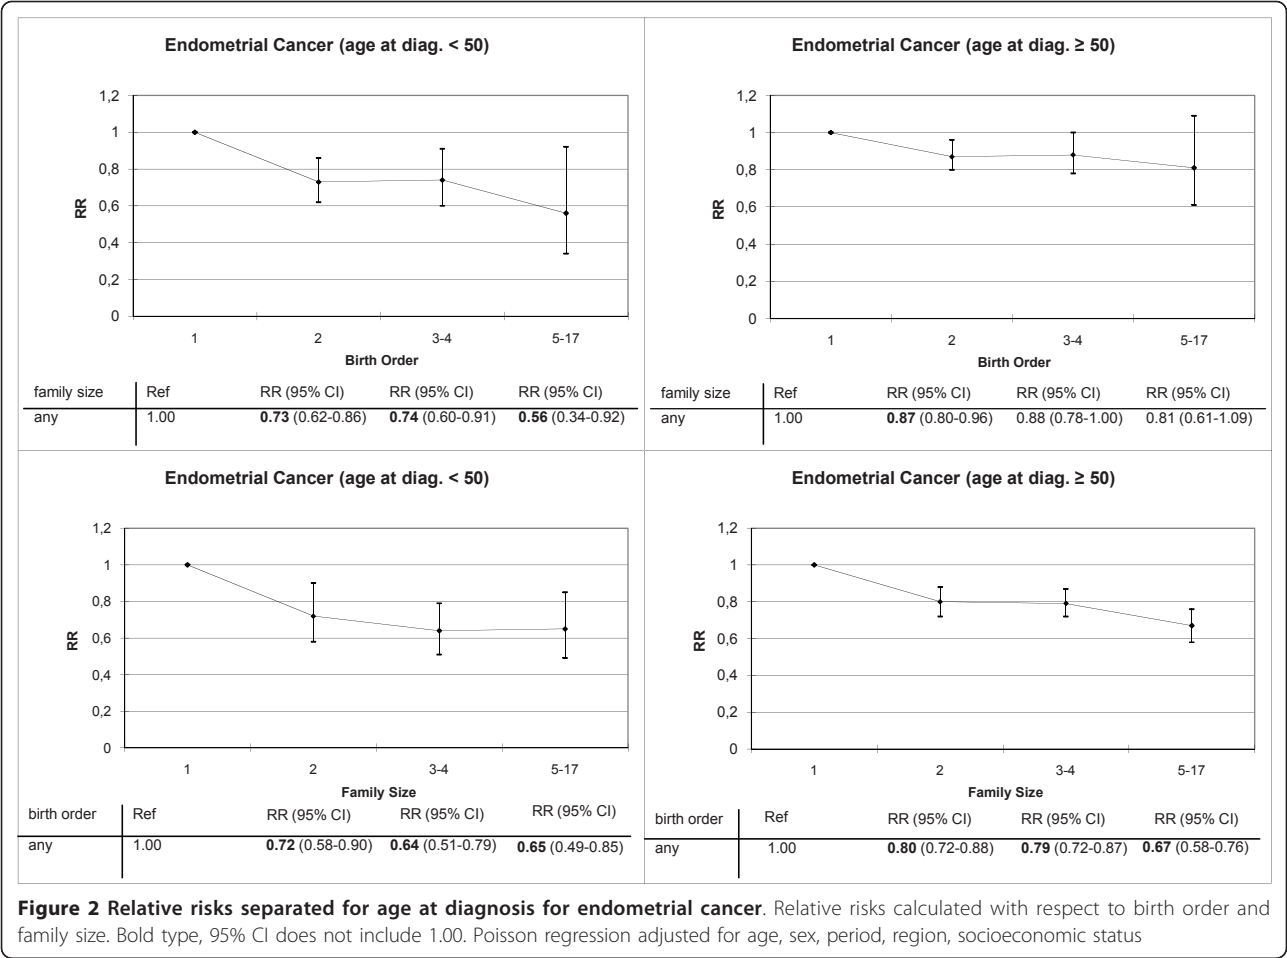 Endometrial Cancer (age at diag. < 50)
1,2
1
0,8
0,6
0,4
0,2
0
RR
1 2 3-4 5-17
Birth Order
family size Ref RR (95% CI) RR (95% CI) RR (95% CI)
any 1.00 0.73 (0.62-0.86) 0.74 (0.60-0.91) 0.56 (0.34-0.92)
Endometrial Cancer (age at diag. ≥ 50)
1,2
1
0,8
0,6
0,4
0,2
0
RR
1 2 3-4 5-17
Birth Order
family size Ref RR (95% CI) RR (95% CI) RR (95% CI)
any 1.00 0.87 (0.80-0.96) 0.88 (0.78-1.00) 0.81 (0.61-1.09)
Endometrial Cancer (age at diag. < 50)
1,2
1
0,8
0,6
0,4
0,2
0
RR
1 2 3-4 5-17
Family Size
birth order Ref RR (95% CI) RR (95% CI) RR (95% CI)
any 1.00 0.72 (0.58-0.90) 0.64 (0.51-0.79) 0.65 (0.49-0.85)
Endometrial Cancer (age at diag. ≥ 50)
1,2
1
0,8
0,6
0,4
0,2
0
RR
1 2 3-4 5-17
Family Size
birth order Ref RR (95% CI) RR (95% CI) RR (95% CI)
any 1.00 0.80 (0.72-0.88) 0.79 (0.72-0.87) 0.67 (0.58-0.76)
Figure 2 Relative risks separated for age at diagnosis for endometrial cancer. Relative risks calculated with respect to birth order and
family size. Bold type, 95% CI does not include 1.00. Poisson regression adjusted for age, sex, period, region, socioeconomic status